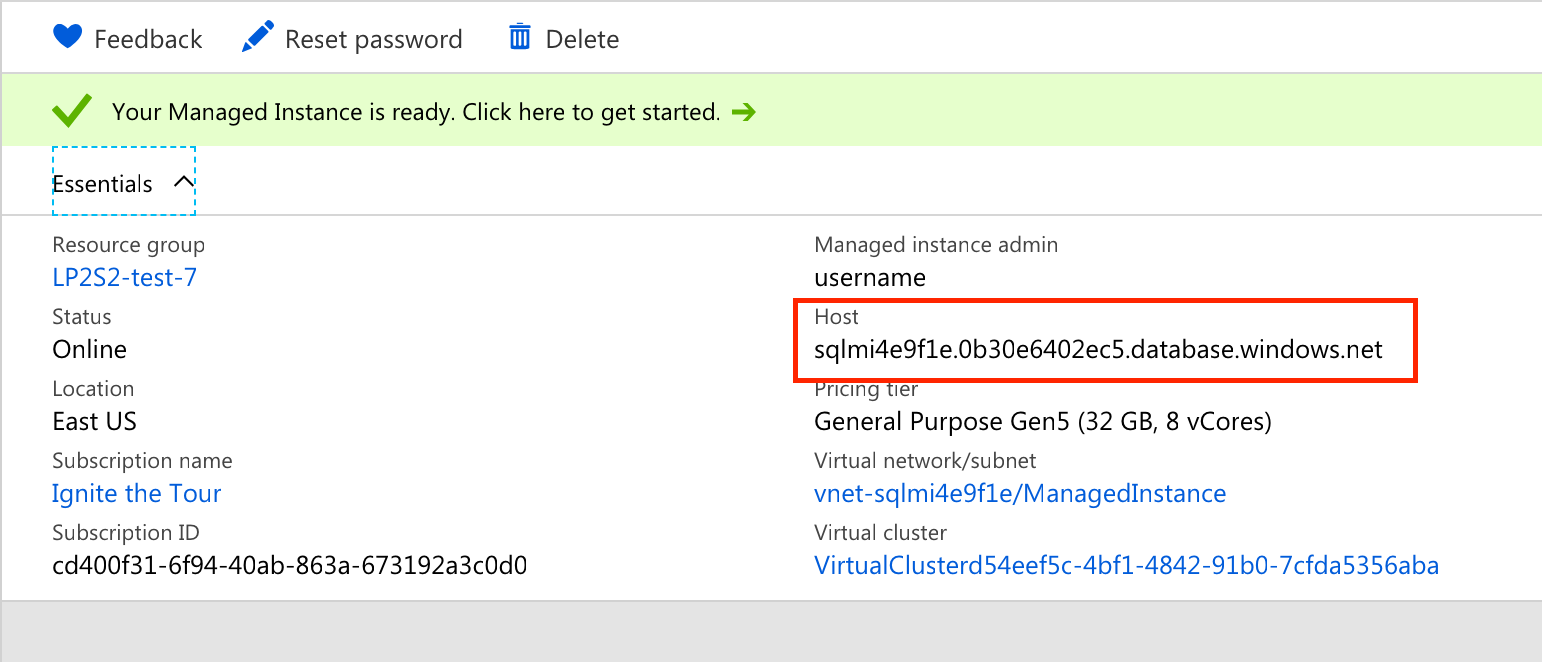 Feedback Reset password Delete
Your Managed Instance is ready. Click here to get started.
Essentials
Resource group
LP2S2-test-7
Status
Online
Location
East US
Subscription name
Ignite the Tour
Subscription ID
cd400f31-6f94-40ab-863a-673192a3c0d0
Managed instance admin
username
Host
sqlmi4e9f1e.0b30e6402ec5.database.windows.net
Pricing tier
General Purpose Gen5 (32 GB, 8 vCores)
Virtual network/subnet
vnet-sqlmi4e9f1e/ManagedInstance
Virtual cluster
VirtualClusterd54eef5c-4bf1-4842-91b0-7cfda5356aba